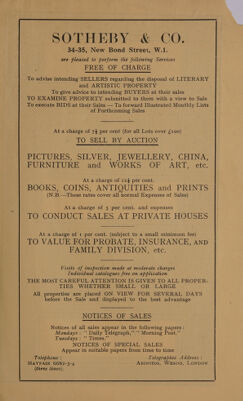 SOTHEBY & CO.
34-35, New Bond Street, W.1.
are pleased to perform the following Services
FREE OF CHARGE
To advise intending SELLERS regarding the disposal of LITERARY
and ARTISTIC PROPERTY
To give advice to intending BUYERS at their sales
TO EXAMINE PROPERTY submitted to them with a view to Sale
To execute BIDS at their Sales — To forward Illustrated Monthly Lists
of Forthcoming Sales
At a charge of 7½ per cent (for all Lots over £100)
TO SELL BY AUCTION
PICTURES, SILVER, JEWELLERY, CHINA,
FURNITURE and WORKS OF ART, etc.
At a charge of 12½ per cent.
BOOKS, COINS, ANTIQUITIES and PRINTS
(N.B.—These rates cover all normal Expenses of Sales)
At a charge of 5 per cent. and expenses
TO CONDUCT SALES AT PRIVATE HOUSES
At a charge of 1 per cent. (subject to a small minimum fee)
TO VALUE FOR PROBATE, INSURANCE, AND
FAMILY DIVISION, etc.
Visits of inspection made at moderate charges
Individual catalogues free on application
THE MOST CAREFUL ATTENTION IS GIVEN TO ALL PROPER-
TIES WHETHER SMALL OR LARGE
All properties are placed ON VIEW FOR SEVERAL DAYS
before the Sale and displayed to the best advantage
NOTICES OF SALES
Notices of all sales appear in the following papers:
Mondays: "Daily Telegraph," "Morning Post."
Tuesdays: "Times."
NOTICES OF SPECIAL SALES
Appear in suitable papers from time to time
Telephone:
Telegraphic Address:
MAYFAIR 6682-3-4
ABINITIO, WESDO, LONDON
(three lines).